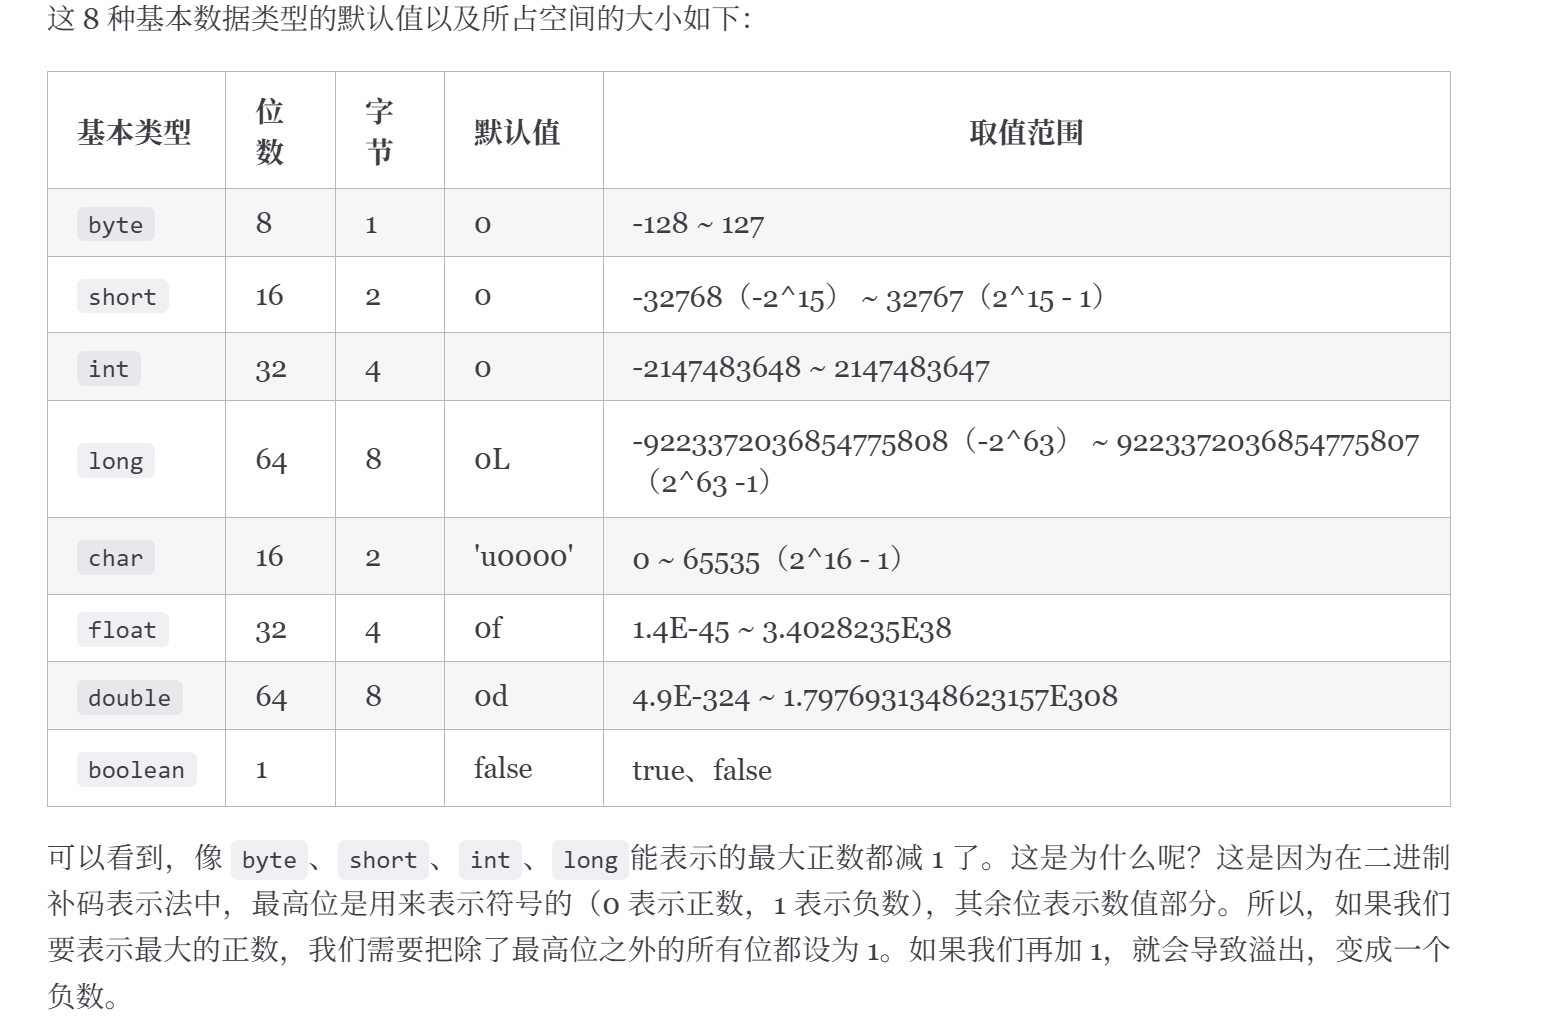 这 8 种基本数据类型的默认值以及所占空间的大小如下：
基本类型 位数 字节 默认值 取值范围
byte 8 1 0 -128 ~ 127
short 16 2 0 -32768（-2^15） ~ 32767（2^15 - 1）
int 32 4 0 -2147483648 ~ 2147483647
long 64 8 0L -9223372036854775808（-2^63） ~ 9223372036854775807
（2^63 -1）
char 16 2 'u0000' 0 ~ 65535（2^16 - 1）
float 32 4 0f 1.4E-45 ~ 3.4028235E38
double 64 8 0d 4.9E-324 ~ 1.7976931348623157E308
boolean 1 false true、false
可以看到，像 byte 、 short 、 int 、 long 能表示的最大正数都减 1 了。这是为什么呢？这是因为在二进制
补码表示法中，最高位是用来表示符号的（0 表示正数，1 表示负数），其余位表示数值部分。所以，如果我们
要表示最大的正数，我们需要把除了最高位之外的所有位都设为 1。如果我们再加 1，就会导致溢出，变成一个
负数。